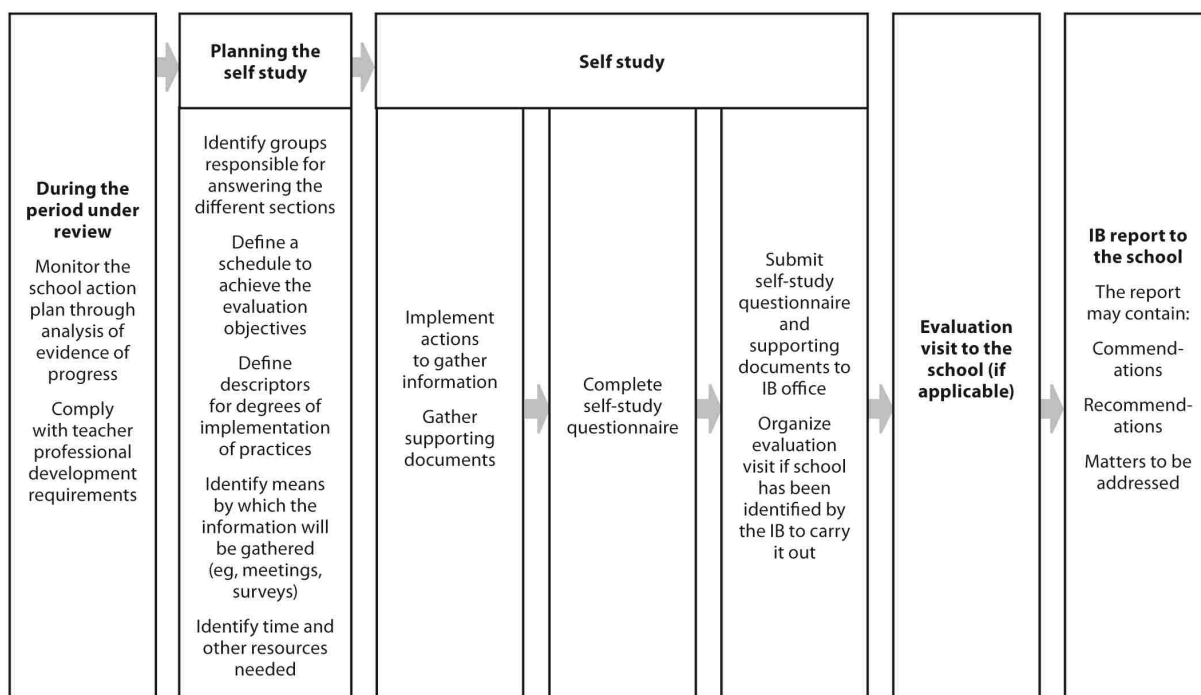 During the
period under
review
Monitor the
school action
plan through
analysis of
evidence of
progress
Comply
with teacher
professional
development
requirements
Planning the
self study
Identify groups
responsible for
answering the
different sections
Define a
schedule to
achieve the
evaluation
objectives
Define
descriptors
for degrees of
implementation
of practices
Identify means
by which the
information will
be gathered
(eg, meetings,
surveys)
Identify time and
other resources
needed
Self study
Implement
actions
to gather
information
Gather
supporting
documents
Complete
self-study
questionnaire
Submit
self-study
questionnaire
and
supporting
documents to
IB office
Organize
evaluation
visit if school
has been
identified by
the IB to carry
it out
Evaluation
visit to the
school (if
applicable)
IB report to
the school
The report
may contain:
Commend-
ations
Recommend-
ations
Matters to be
addressed